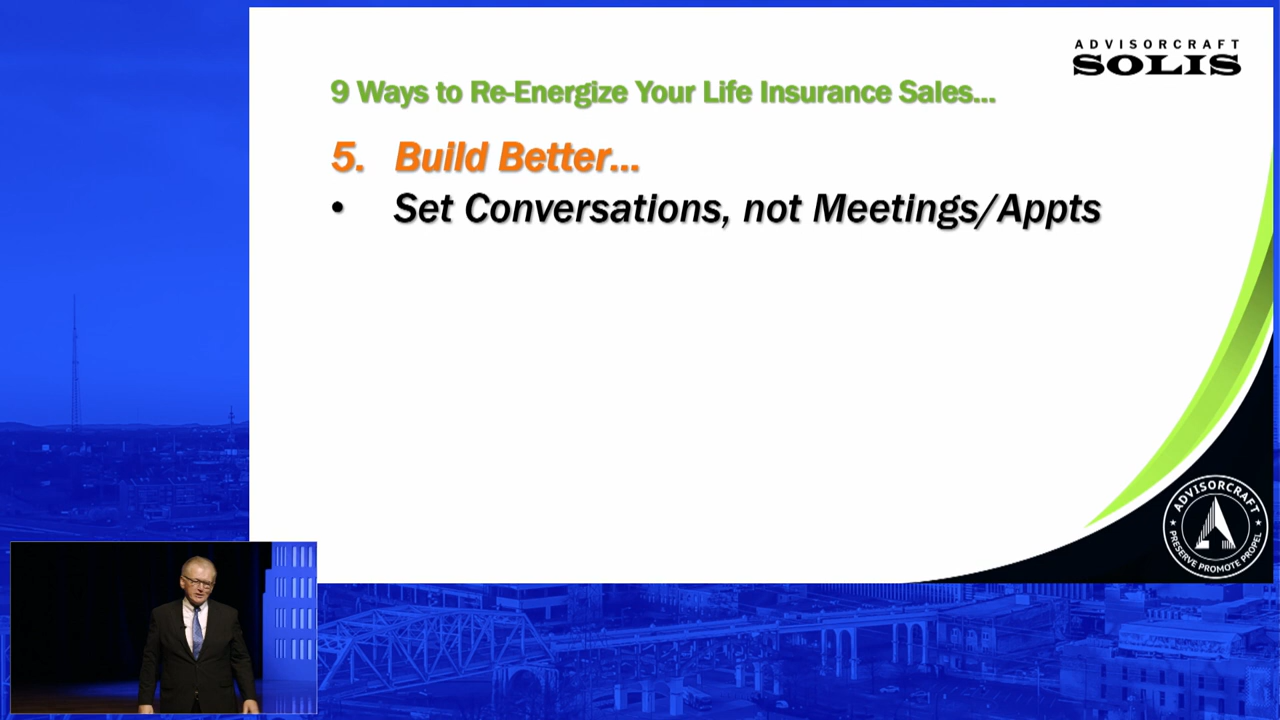 ADVISORCRAFT
SOLIS
9 Ways to Re-Energize Your Life Insurance Sales...
5. Build Better...
• Set Conversations, not Meetings/Appts
ADVISORCRAFT
PRESERVE PROMOTE PROPEL